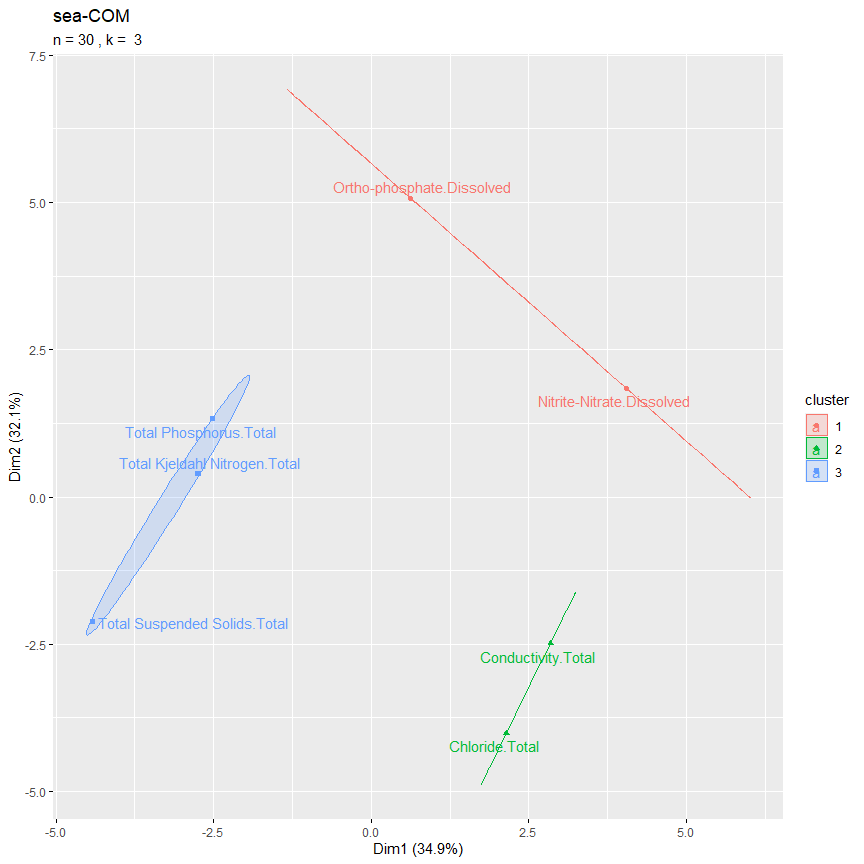 sea-COM
n = 30 , k =  3
7.5
5.0
2.5
0.0
-2.5
-5.0
Dim2 (32.1%)
Ortho-phosphate.Dissolved
Nitrite-Nitrate.Dissolved
Total Phosphorus.Total
Total Kjeldahl Nitrogen.Total
Total Suspended Solids.Total
Conductivity.Total
Chloride.Total
-5.0
-2.5
0.0
2.5
5.0
Dim1 (34.9%)
cluster
a 1
a 2
a 3